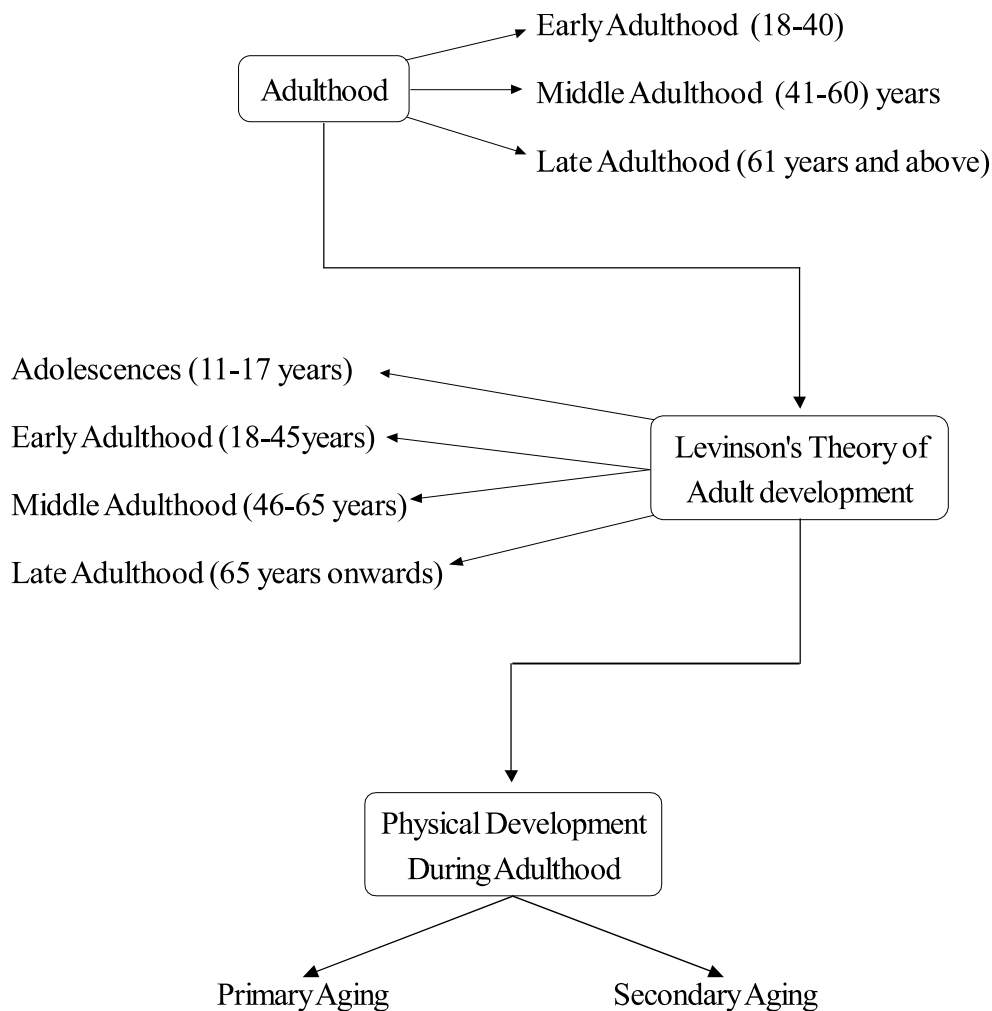 Early Adulthood (18-40)
Adulthood
Middle Adulthood (41-60) years
Late Adulthood (61 years and above)
Adolescences (11-17 years)
Early Adulthood (18-45years)
Middle Adulthood (46-65 years)
Late Adulthood (65 years onwards)
Levinson's Theory of
Adult development
Physical Development
During Adulthood
Primary Aging
Secondary Aging